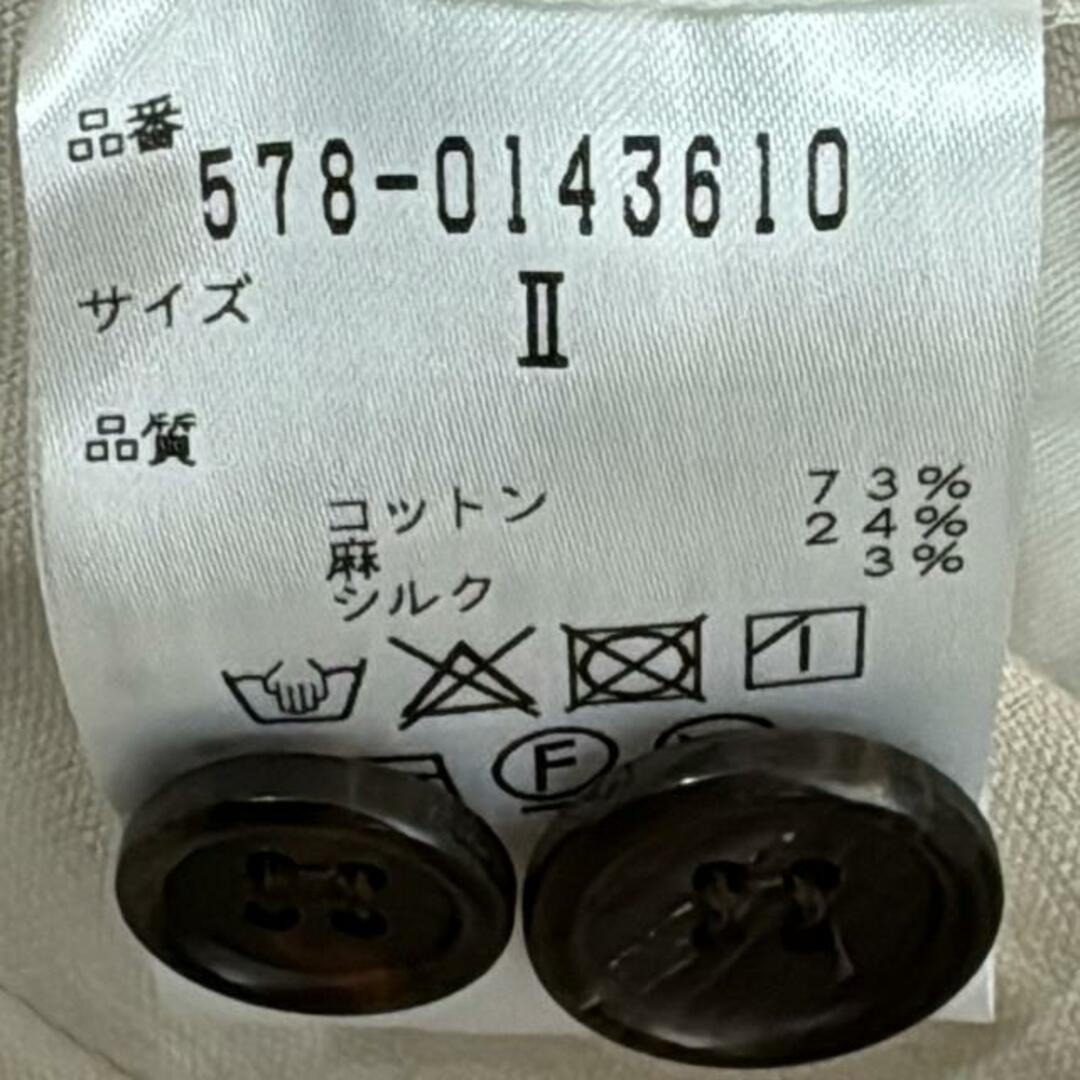 品番
578-0143610
サイズ Ⅱ
品質
コットン 73%
麻 24%
シルク 3%
F